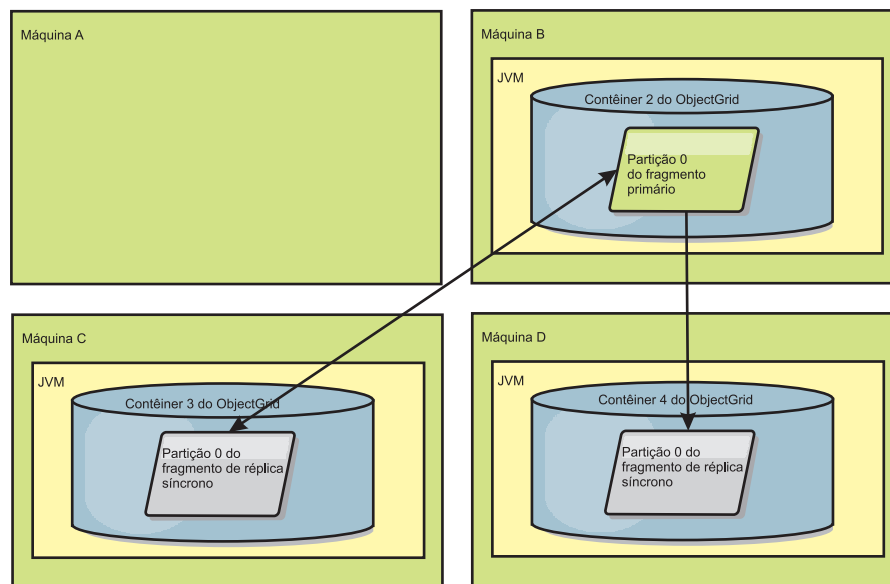 Máquina A
Máquina B
JVM
Contêiner 2 do ObjectGrid
Partição 0
do fragmento
primário
Máquina C
JVM
Contêiner 3 do ObjectGrid
Partição 0 do
fragmento de réplica
síncrono
Máquina D
JVM
Contêiner 4 do ObjectGrid
Partição 0 do
fragmento de réplica
síncrono